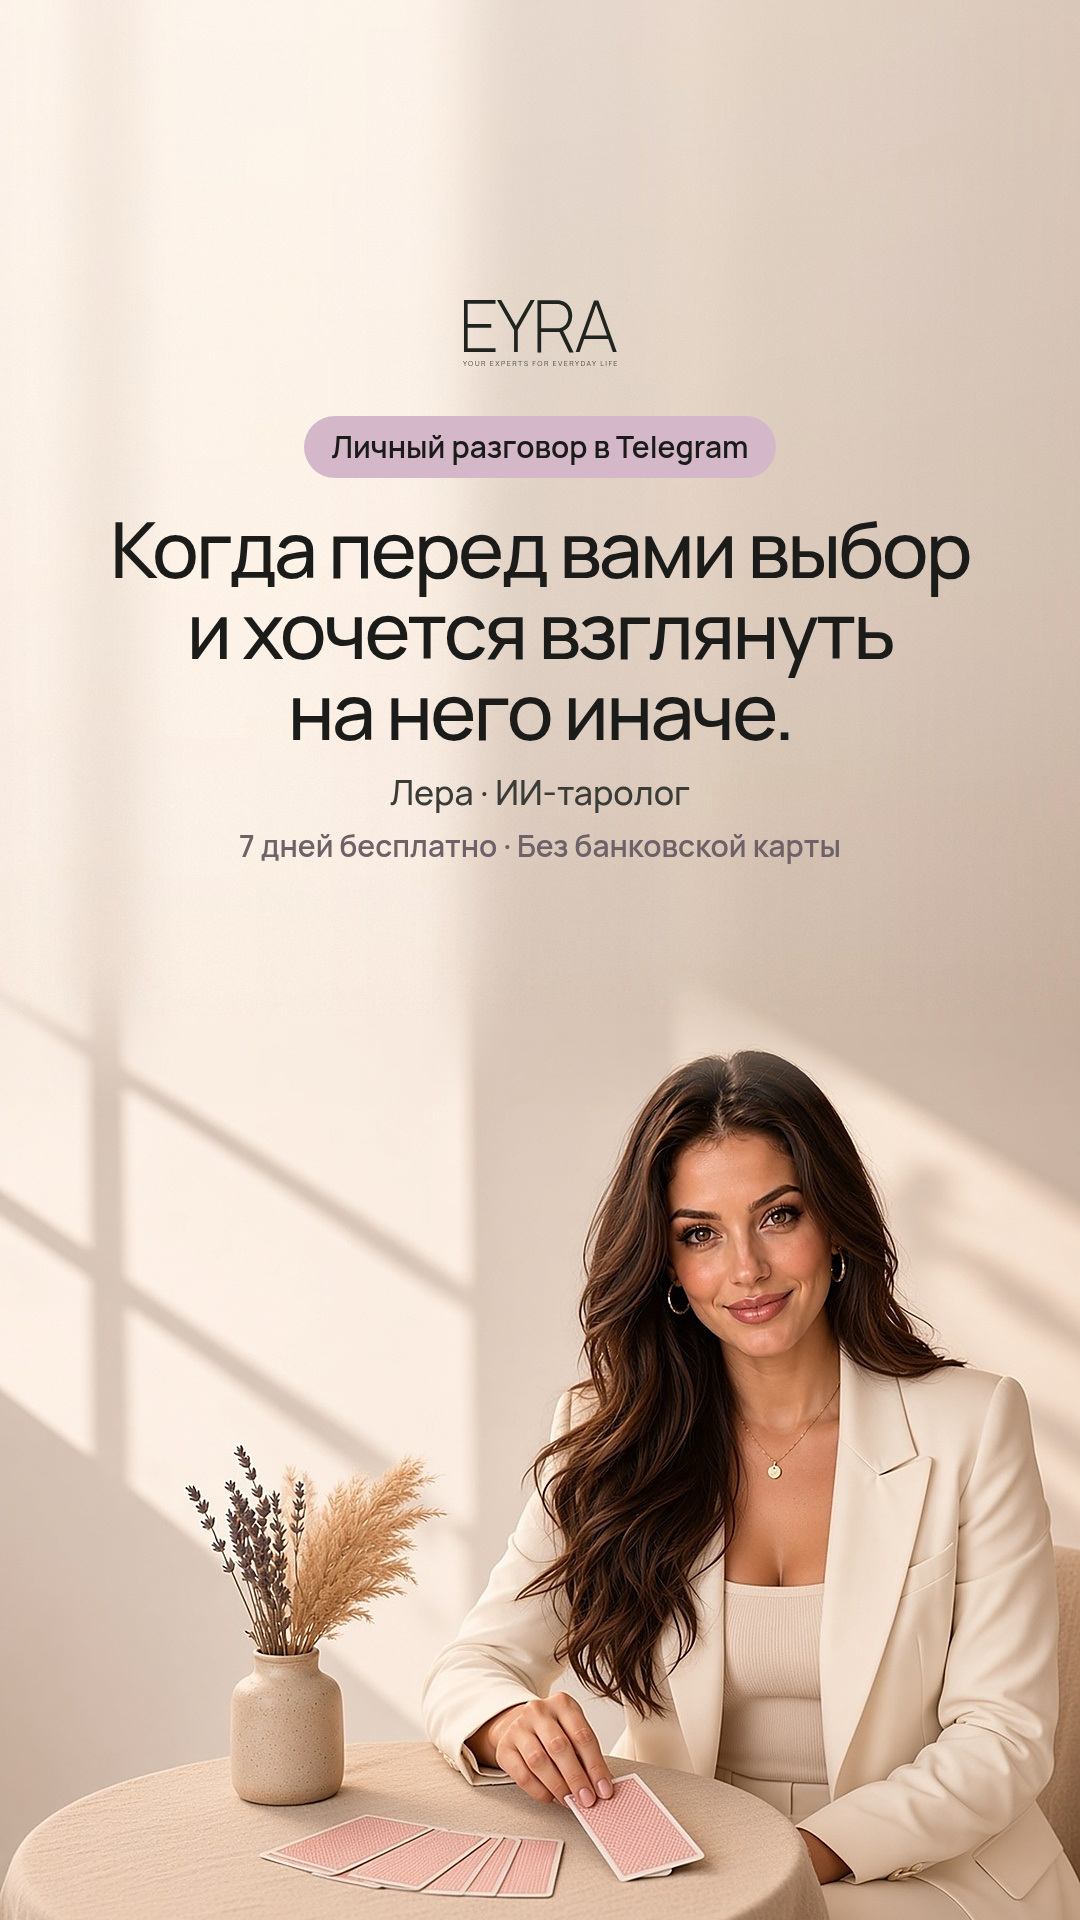 EYRA
YOUR EXPERTS FOR EVERYDAY LIFE
Личный разговор в Telegram
Когда перед вами выбор
и хочется взглянуть
на него иначе.
Лера · ИИ-таролог
7 дней бесплатно · Без банковской карты